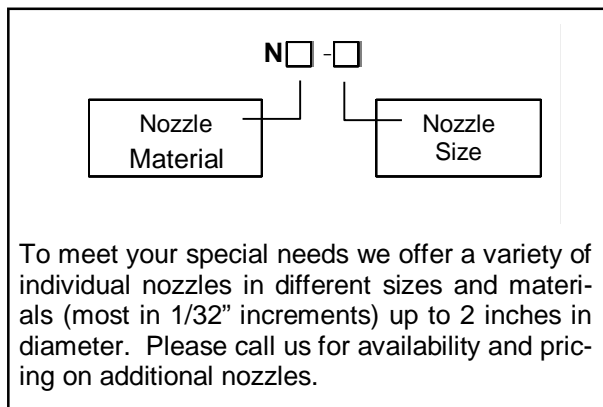 N□ -□
Nozzle
Material
Nozzle
Size
To meet your special needs we offer a variety of
individual nozzles in different sizes and materi-
als (most in 1/32” increments) up to 2 inches in
diameter.  Please call us for availability and pric-
ing on additional nozzles.